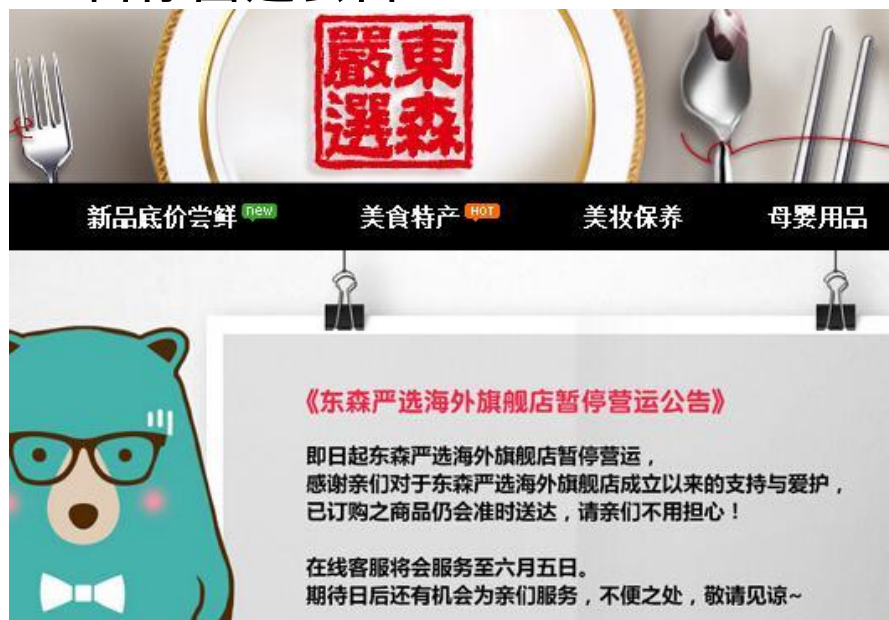 東森
嚴選
新品底价尝鲜 new
美食特产 HOT
美妆保养
母婴用品
《东森严选海外旗舰店暂停营运公告》
即日起东森严选海外旗舰店暂停营运，
感谢亲们对于东森严选海外旗舰店成立以来的支持与爱护，
已订购之商品仍会准时送达，请亲们不用担心！
在线客服将会服务至六月五日。
期待日后还有机会为亲们服务，不便之处，敬请见谅~